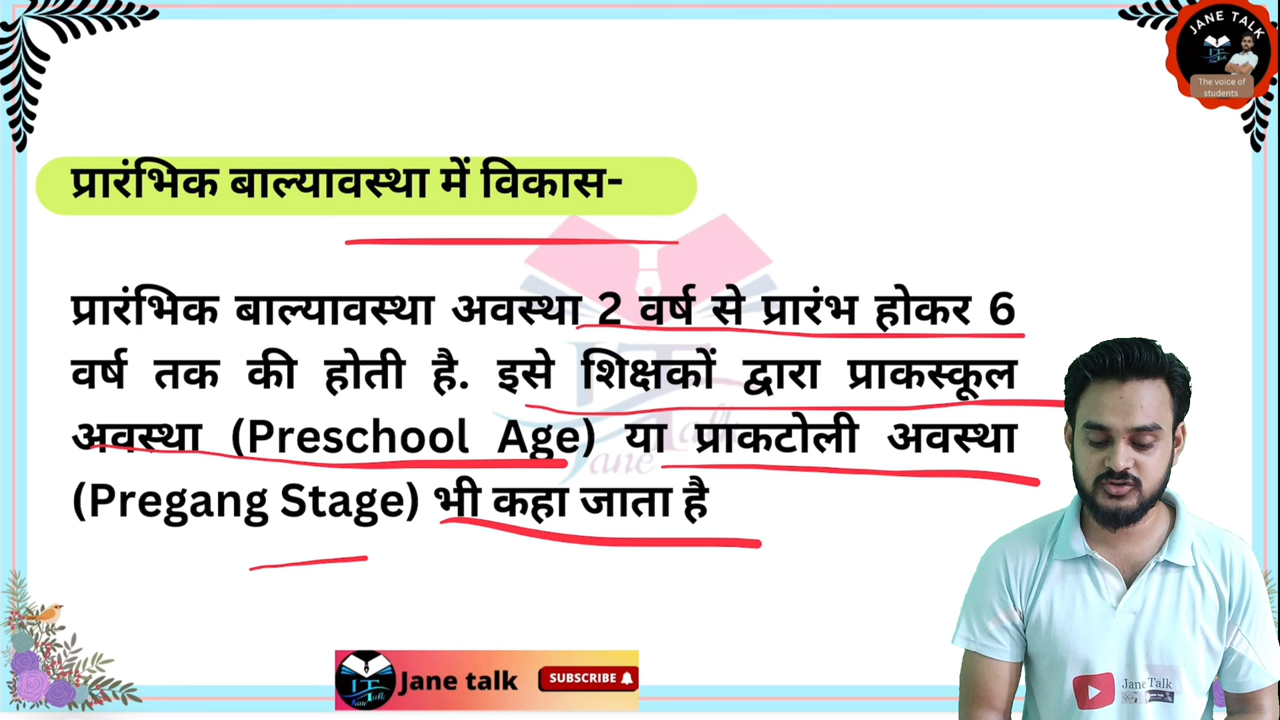 JANE TALK
The voice of
students
प्रारंभिक बाल्यावस्था में विकास-
प्रारंभिक बाल्यावस्था अवस्था 2 वर्ष से प्रारंभ होकर 6
वर्ष तक की होती है. इसे शिक्षकों द्वारा प्राकस्कूल
अवस्था (Preschool Age) या प्राकटोली अवस्था
(Pregang Stage) भी कहा जाता है
Jane talk
SUBSCRIBE
Jane Talk